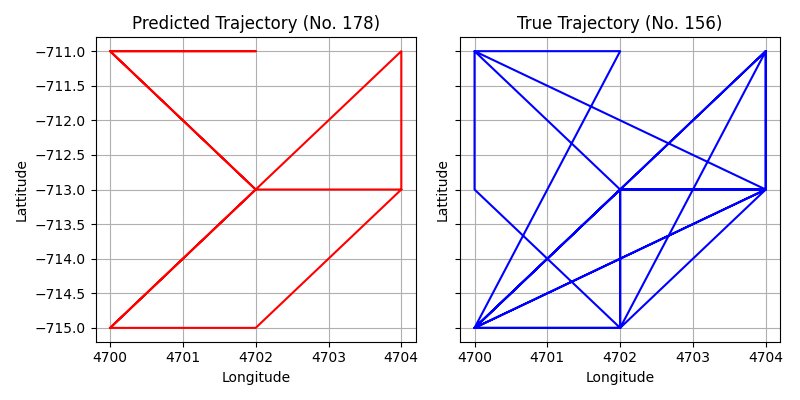 Predicted Trajectory (No. 178)
True Trajectory (No. 156)
−711.0
−711.5
−712.0
−712.5
−713.0
−713.5
−714.0
−714.5
−715.0
Lattitude
Lattitude
4700 4701 4702 4703 4704
4700 4701 4702 4703 4704
Longitude
Longitude